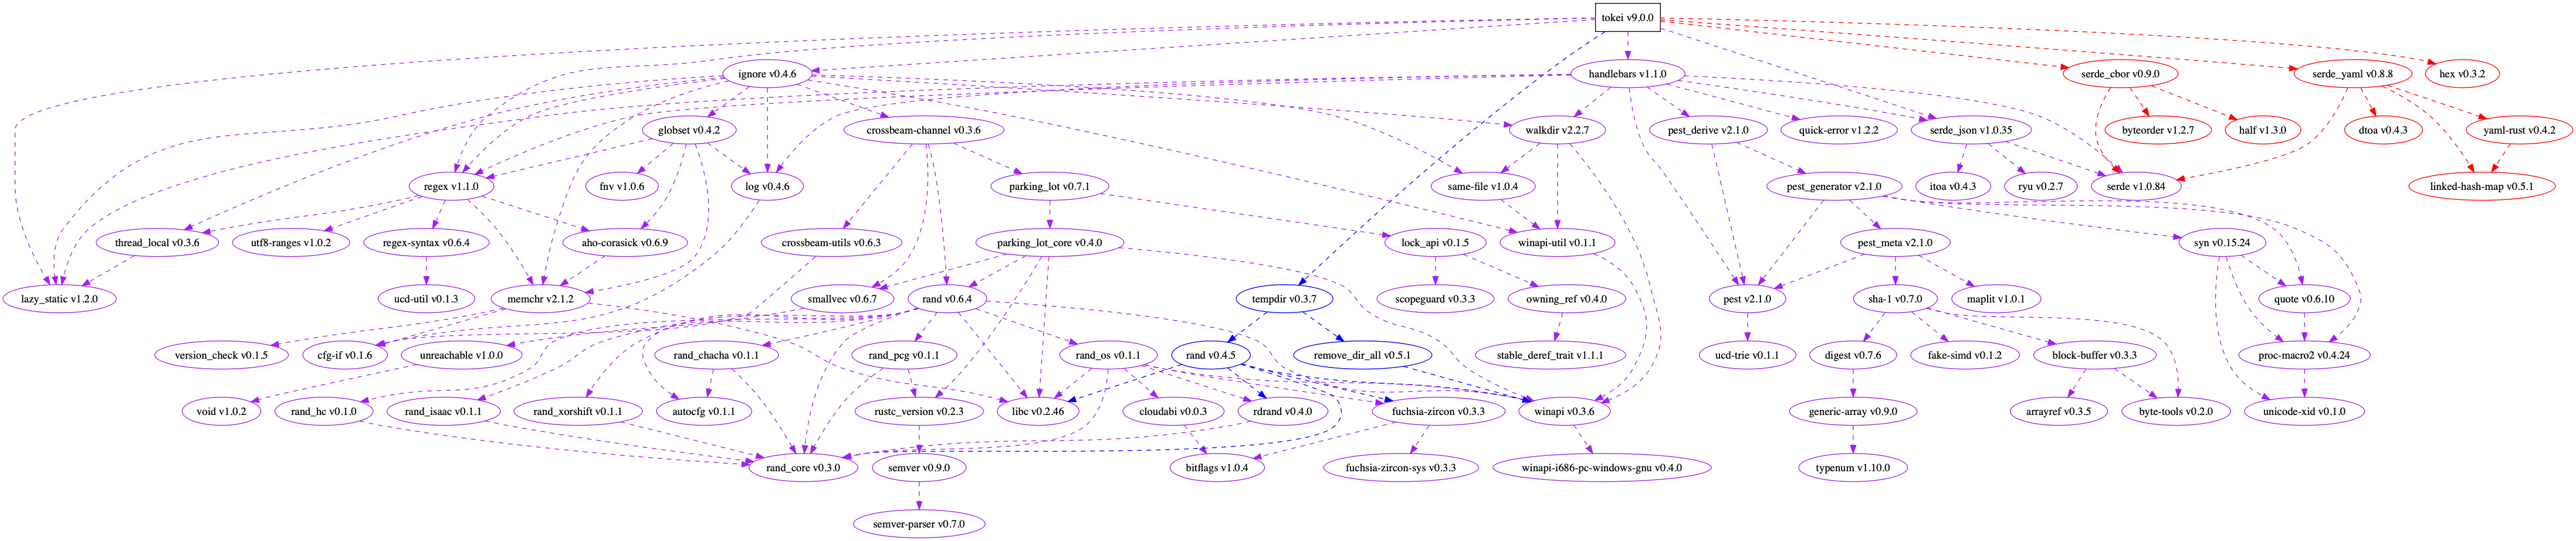 tokei v9.0.0
ignore v0.4.6
handlebars v1.1.0
serde_cbor v0.9.0
serde_yaml v0.8.8
hex v0.3.2
globset v0.4.2
crossbeam-channel v0.3.6
walkdir v2.2.7
pest_derive v2.1.0
quick-error v1.2.2
serde_json v1.0.35
byteorder v1.2.7
half v1.3.0
dtoa v0.4.3
yaml-rust v0.4.2
regex v1.1.0
fnv v1.0.6
log v0.4.6
parking_lot v0.7.1
same-file v1.0.4
pest_generator v2.1.0
itoa v0.4.3
ryu v0.2.7
serde v1.0.84
linked-hash-map v0.5.1
thread_local v0.3.6
utf8-ranges v1.0.2
regex-syntax v0.6.4
aho-corasick v0.6.9
crossbeam-utils v0.6.3
parking_lot_core v0.4.0
lock_api v0.1.5
winapi-util v0.1.1
pest_meta v2.1.0
syn v0.15.24
lazy_static v1.2.0
ucd-util v0.1.3
memchr v2.1.2
smallvec v0.6.7
rand v0.6.4
tempdir v0.3.7
scopeguard v0.3.3
owning_ref v0.4.0
pest v2.1.0
sha-1 v0.7.0
maplit v1.0.1
quote v0.6.10
version_check v0.1.5
cfg-if v0.1.6
unreachable v1.0.0
rand_chacha v0.1.1
rand_pcg v0.1.1
rand_os v0.1.1
rand v0.4.5
remove_dir_all v0.5.1
stable_deref_trait v1.1.1
ucd-trie v0.1.1
digest v0.7.6
fake-simd v0.1.2
block-buffer v0.3.3
proc-macro2 v0.4.24
void v1.0.2
rand_hc v0.1.0
rand_isaac v0.1.1
rand_xorshift v0.1.1
autocfg v0.1.1
rustc_version v0.2.3
libc v0.2.46
cloudabi v0.0.3
rdrand v0.4.0
fuchsia-zircon v0.3.3
winapi v0.3.6
generic-array v0.9.0
arrayref v0.3.5
byte-tools v0.2.0
unicode-xid v0.1.0
rand_core v0.3.0
semver v0.9.0
bitflags v1.0.4
fuchsia-zircon-sys v0.3.3
winapi-i686-pc-windows-gnu v0.4.0
typenum v1.10.0
semver-parser v0.7.0